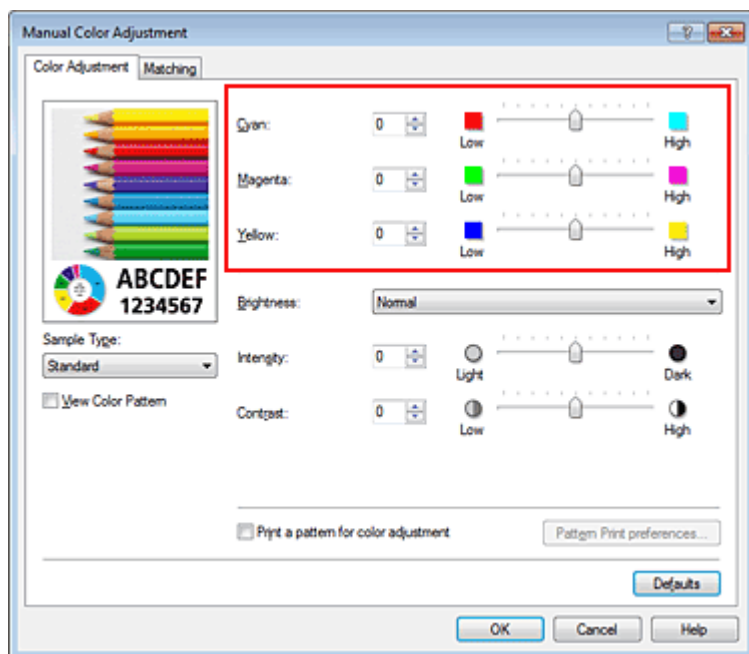 Manual Color Adjustment
Color Adjustment Matching
Cyan: 0 Low High
Magenta: 0 Low High
Yellow: 0 Low High
ABCDEF
1234567
Brightness: Normal
Sample Type:
Standard
Intensity: 0 Light Dark
View Color Pattern
Contrast: 0 Low High
Print a pattern for color adjustment Pattern Print preferences...
Defaults
OK Cancel Help